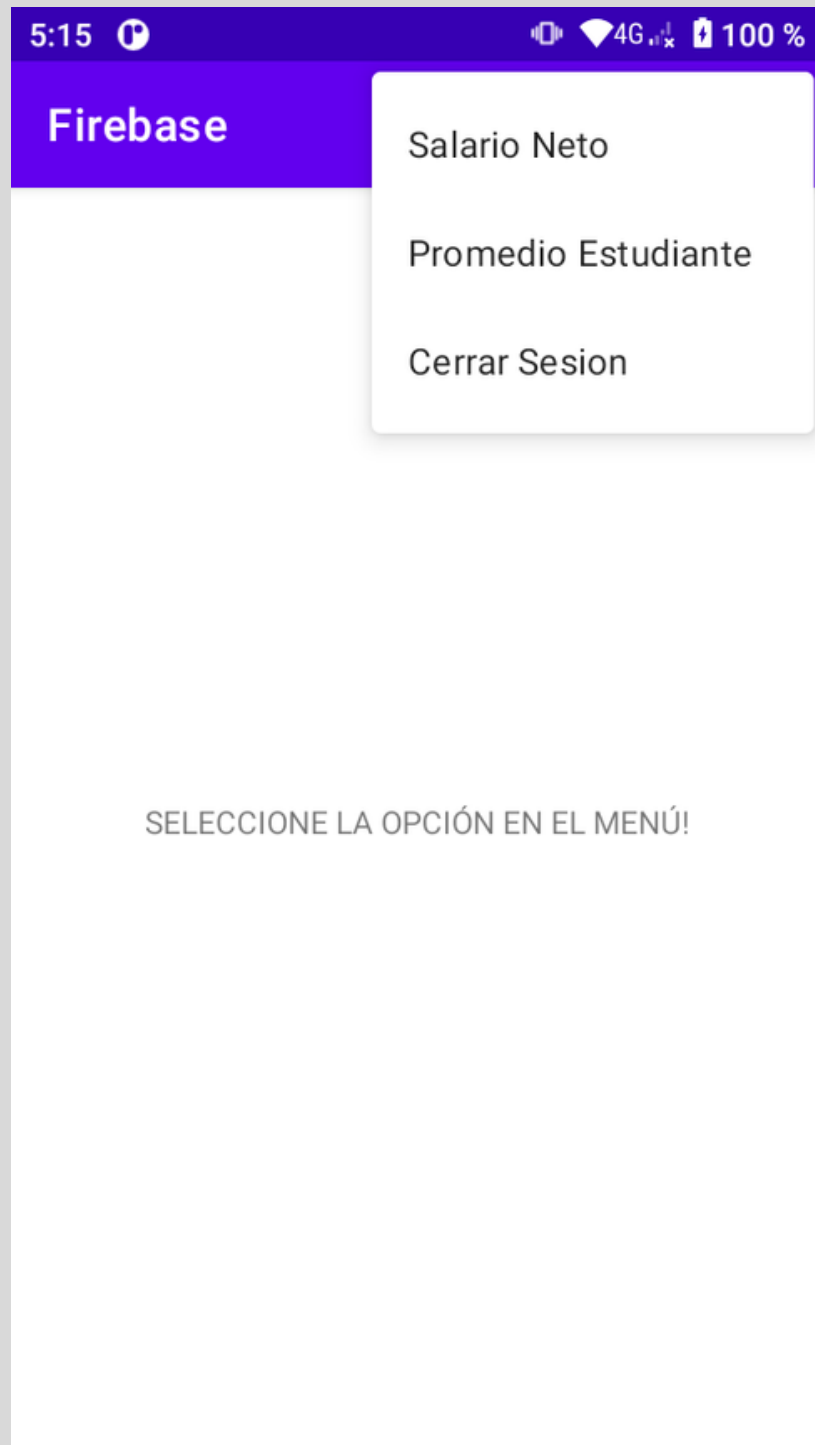 5:15 4G 100 %
Firebase
Salario Neto
Promedio Estudiante
Cerrar Sesion
SELECCIONE LA OPCIÓN EN EL MENÚ!